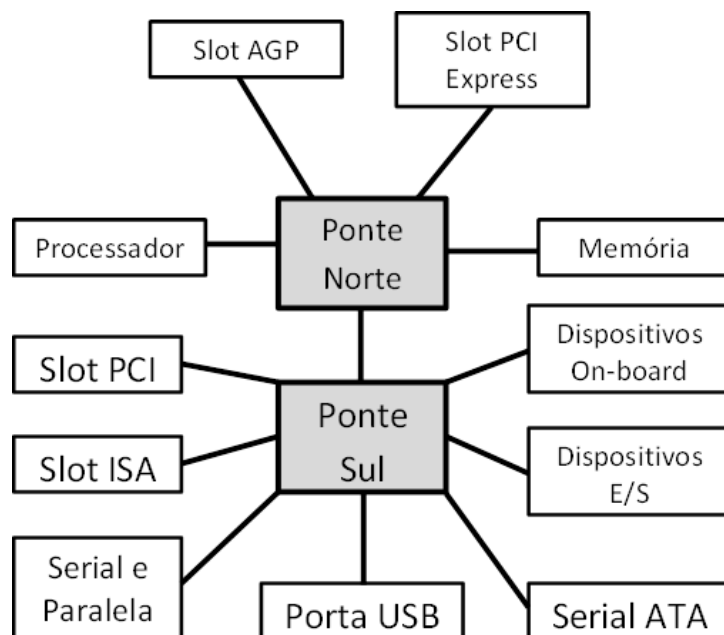 Slot AGP
Slot PCI
Express
Processador
Ponte
Norte
Memória
Slot PCI
Dispositivos
On-board
Ponte
Sul
Slot ISA
Dispositivos
E/S
Serial e
Paralela
Porta USB
Serial ATA